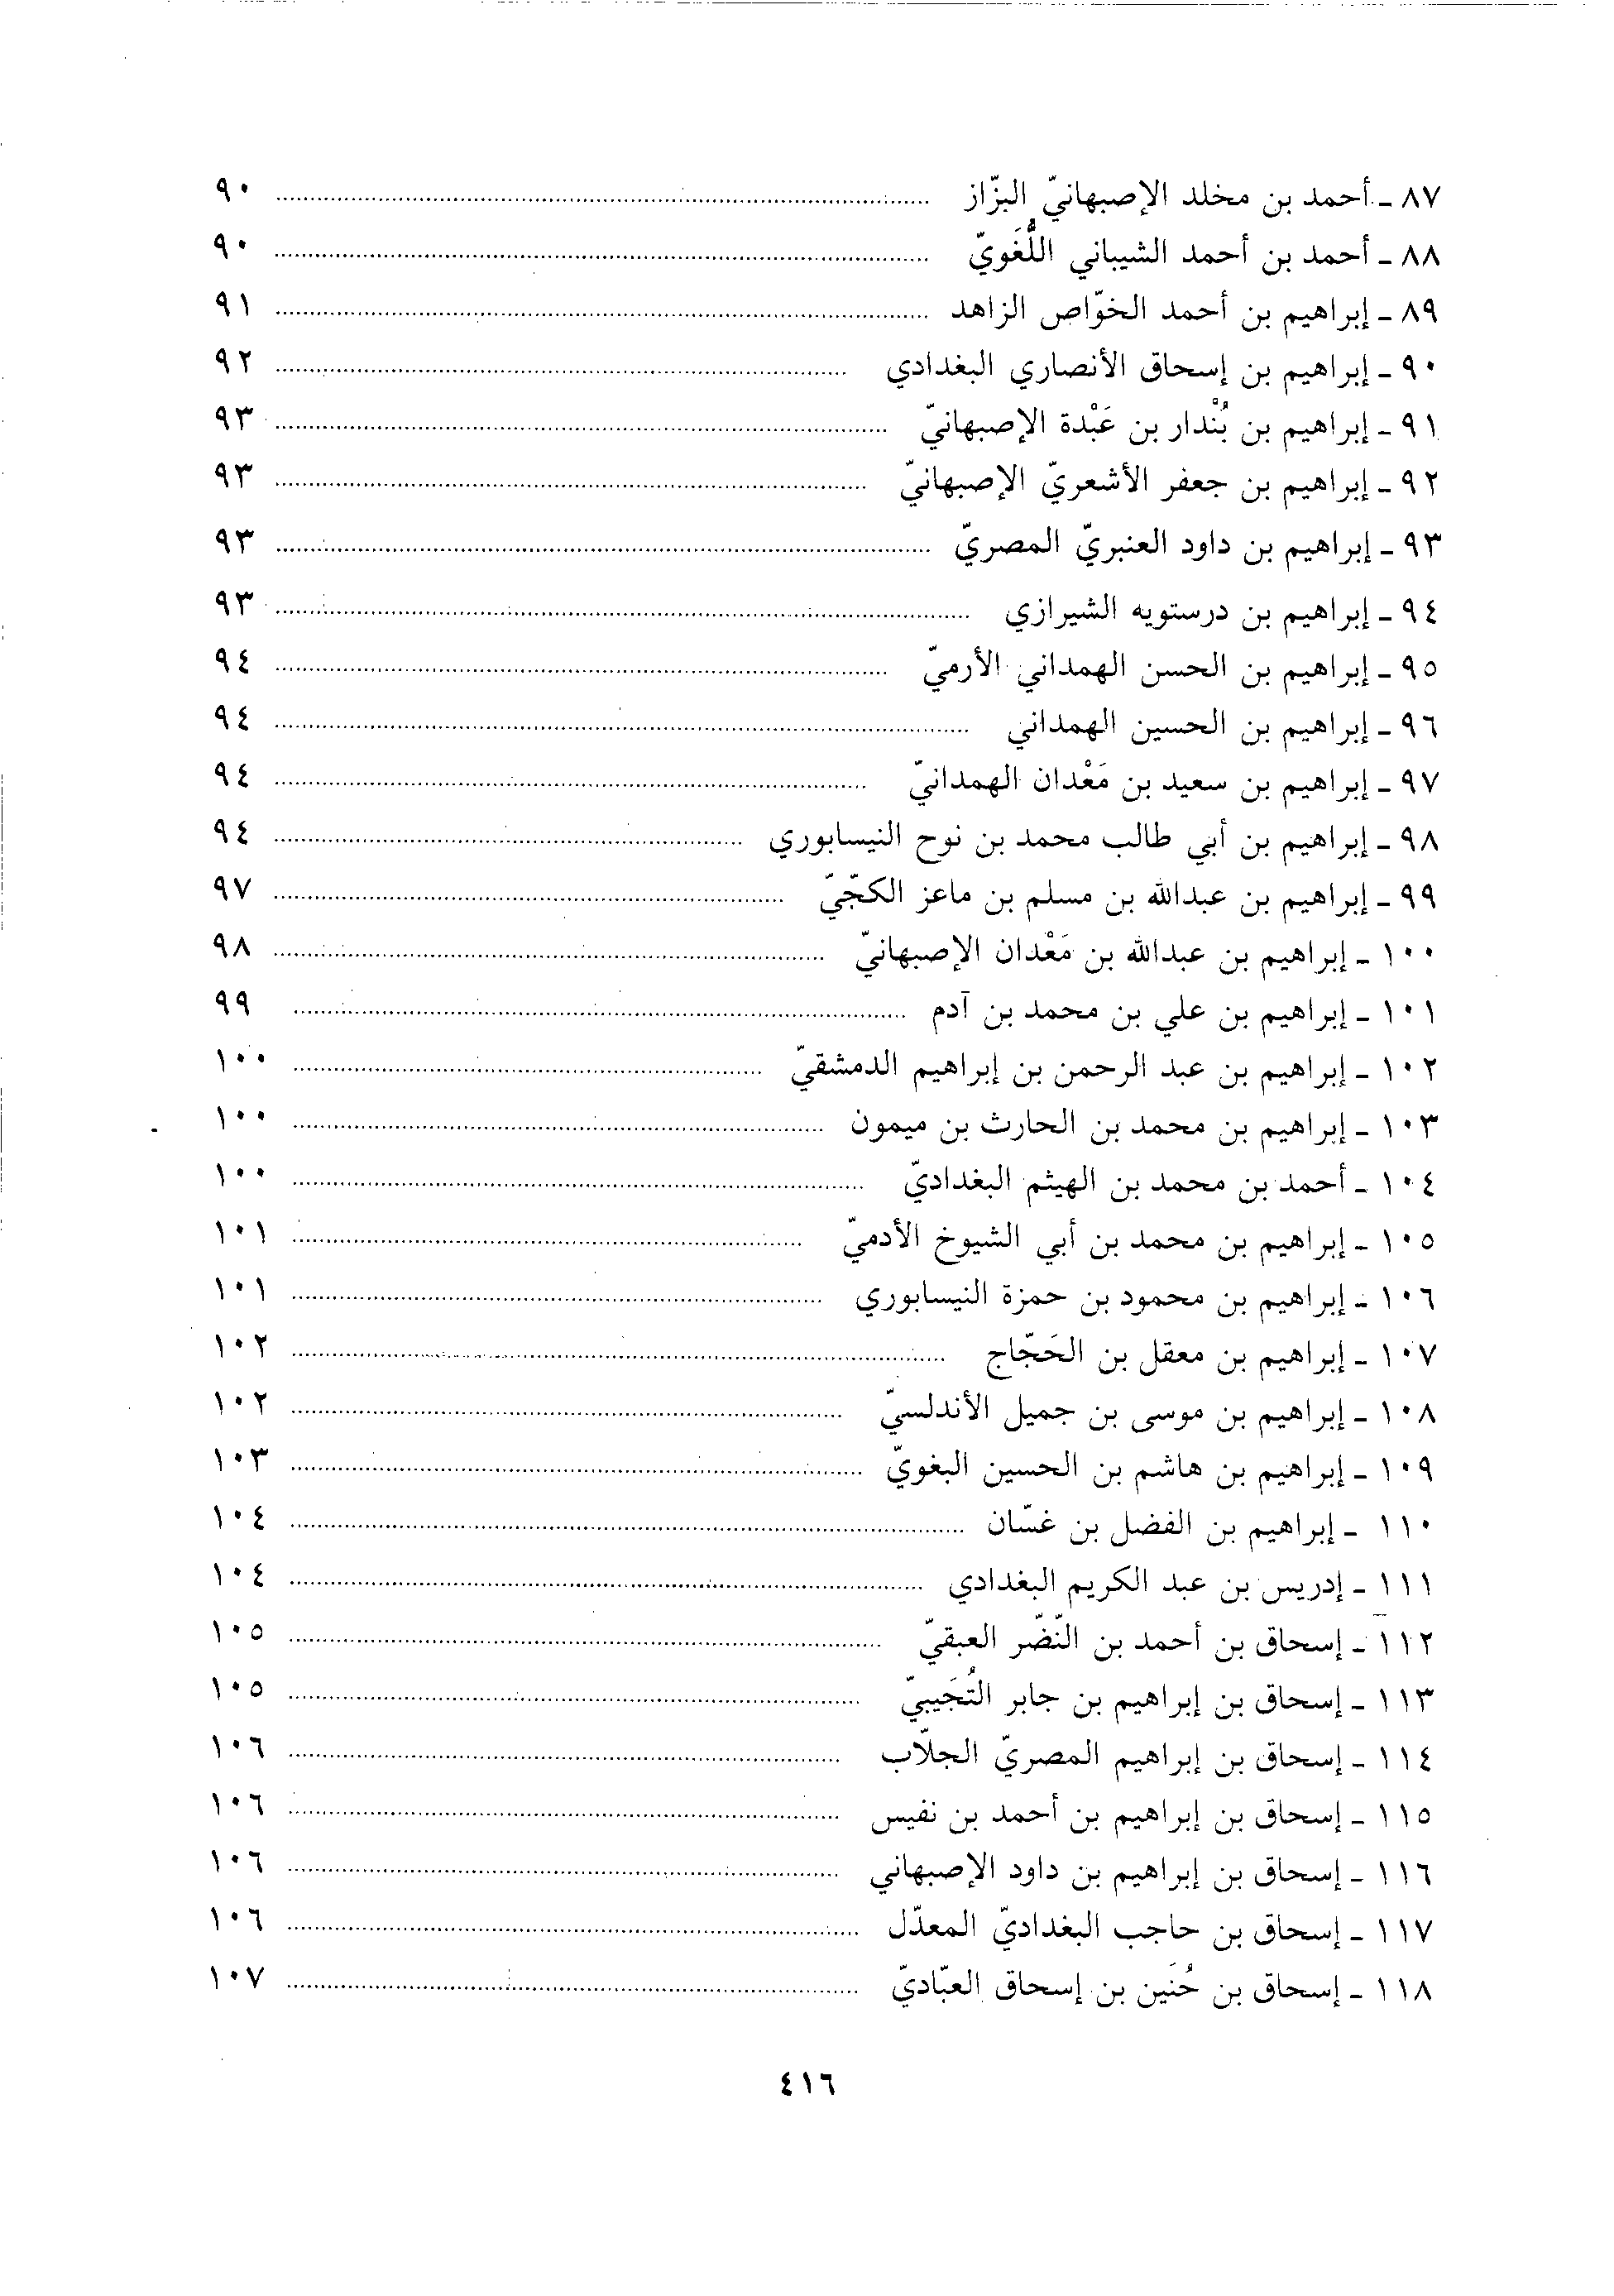 ٨٧ - أحمد بن مخلد الإصبهانيّ البزّاز ........ ٩٠
٨٨ - أحمد بن أحمد الشيباني اللُّغَويّ ........ ٩٠
٨٩ - إبراهيم بن أحمد الخوّاص الزاهد ........ ٩١
٩٠ - إبراهيم بن إسحاق الأنصاري البغدادي ........ ٩٢
٩١ - إبراهيم بن بُنْدار بن عَبْدة الإصبهانيّ ........ ٩٣
٩٢ - إبراهيم بن جعفر الأشعريّ الإصبهانيّ ........ ٩٣
٩٣ - إبراهيم بن داود العنبريّ المصريّ ........ ٩٣
٩٤ - إبراهيم بن درستويه الشيرازي ........ ٩٣
٩٥ - إبراهيم بن الحسن الهمداني الأرميّ ........ ٩٤
٩٦ - إبراهيم بن الحسين الهمداني ........ ٩٤
٩٧ - إبراهيم بن سعيد بن مَعْدان الهمدانيّ ........ ٩٤
٩٨ - إبراهيم بن أبي طالب محمد بن نوح النيسابوري ........ ٩٤
٩٩ - إبراهيم بن عبدالله بن مسلم بن ماعز الكجّيّ ........ ٩٧
١٠٠ - إبراهيم بن عبدالله بن مَعْدان الإصبهانيّ ........ ٩٨
١٠١ - إبراهيم بن علي بن محمد بن آدم ........ ٩٩
١٠٢ - إبراهيم بن عبد الرحمن بن إبراهيم الدمشقيّ ........ ١٠٠
١٠٣ - إبراهيم بن محمد بن الحارث بن ميمون ........ ١٠٠
١٠٤ - أحمد بن محمد بن الهيثم البغداديّ ........ ١٠٠
١٠٥ - إبراهيم بن محمد بن أبي الشيوخ الأدميّ ........ ١٠١
١٠٦ - إبراهيم بن محمود بن حمزة النيسابوري ........ ١٠١
١٠٧ - إبراهيم بن معقل بن الحَجّاج ........ ١٠٢
١٠٨ - إبراهيم بن موسى بن جميل الأندلسيّ ........ ١٠٢
١٠٩ - إبراهيم بن هاشم بن الحسين البغويّ ........ ١٠٣
١١٠ - إبراهيم بن الفضل بن غسّان ........ ١٠٤
١١١ - إدريس بن عبد الكريم البغدادي ........ ١٠٤
١١٢ - إسحاق بن أحمد بن النّضّر العبقيّ ........ ١٠٥
١١٣ - إسحاق بن إبراهيم بن جابر التُجَيبيّ ........ ١٠٥
١١٤ - إسحاق بن إبراهيم المصريّ الجلّاب ........ ١٠٦
١١٥ - إسحاق بن إبراهيم بن أحمد بن نفيس ........ ١٠٦
١١٦ - إسحاق بن إبراهيم بن داود الإصبهاني ........ ١٠٦
١١٧ - إسحاق بن حاجب البغداديّ المعدّل ........ ١٠٦
١١٨ - إسحاق بن حُنَين بن إسحاق العبّاديّ ........ ١٠٧
٤١٦